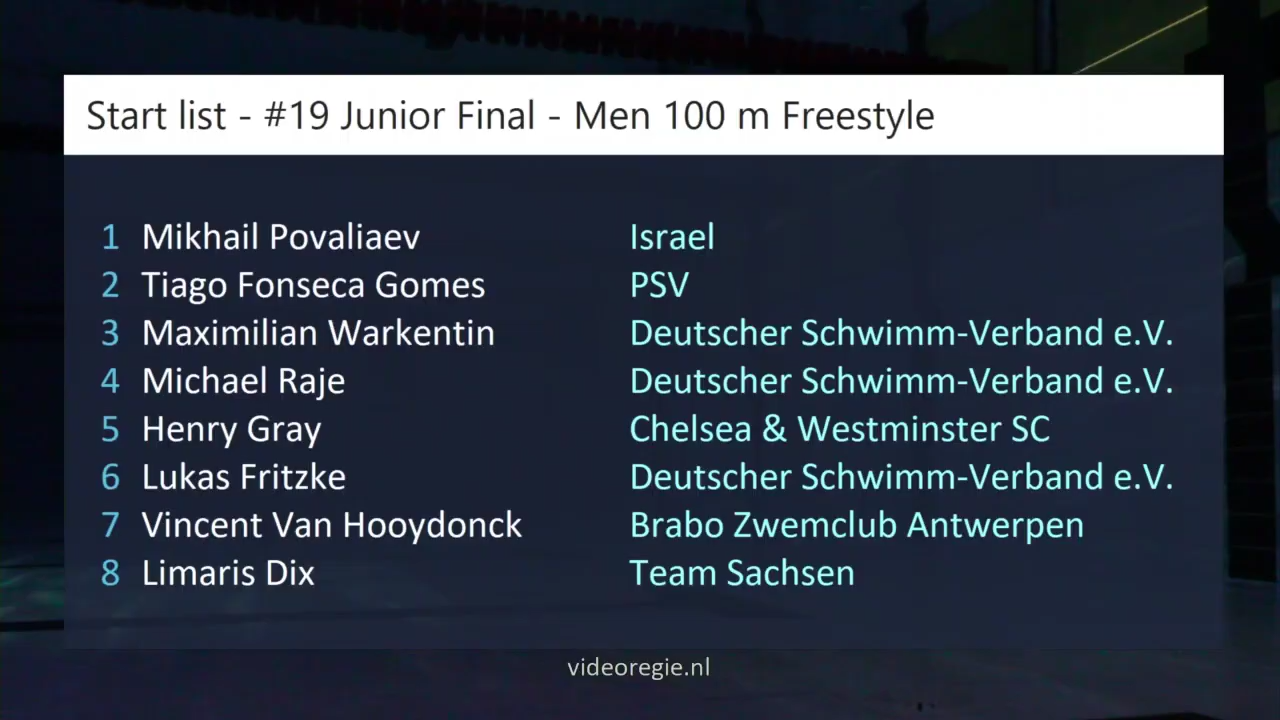 Start list - #19 Junior Final - Men 100 m Freestyle
1 Mikhail Povaliaev Israel
2 Tiago Fonseca Gomes PSV
3 Maximilian Warkentin Deutscher Schwimm-Verband e.V.
4 Michael Raje Deutscher Schwimm-Verband e.V.
5 Henry Gray Chelsea & Westminster SC
6 Lukas Fritzke Deutscher Schwimm-Verband e.V.
7 Vincent Van Hooydonck Brabo Zwemclub Antwerpen
8 Limaris Dix Team Sachsen
videoregie.nl